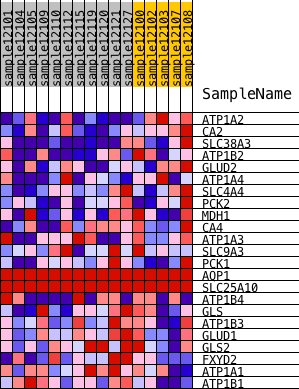 sample12101
sample12104
sample12105
sample12109
sample12110
sample12112
sample12115
sample12119
sample12120
sample12121
sample12122
sample12100
sample12102
sample12103
sample12107
sample12108
SampleName
ATP1A2
CA2
SLC38A3
ATP1B2
GLUD2
ATP1A4
SLC4A4
PCK2
MDH1
CA4
ATP1A3
SLC9A3
PCK1
AQP1
SLC25A10
ATP1B4
GLS
ATP1B3
GLUD1
GLS2
FXYD2
ATP1A1
ATP1B1